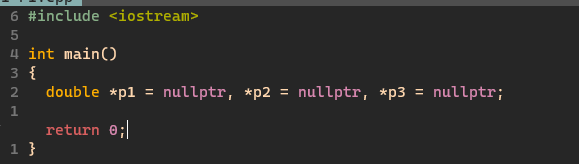 6 #include <iostream>
5
4 int main()
3 {
2   double *p1 = nullptr, *p2 = nullptr, *p3 = nullptr;
1
  return 0;
1 }